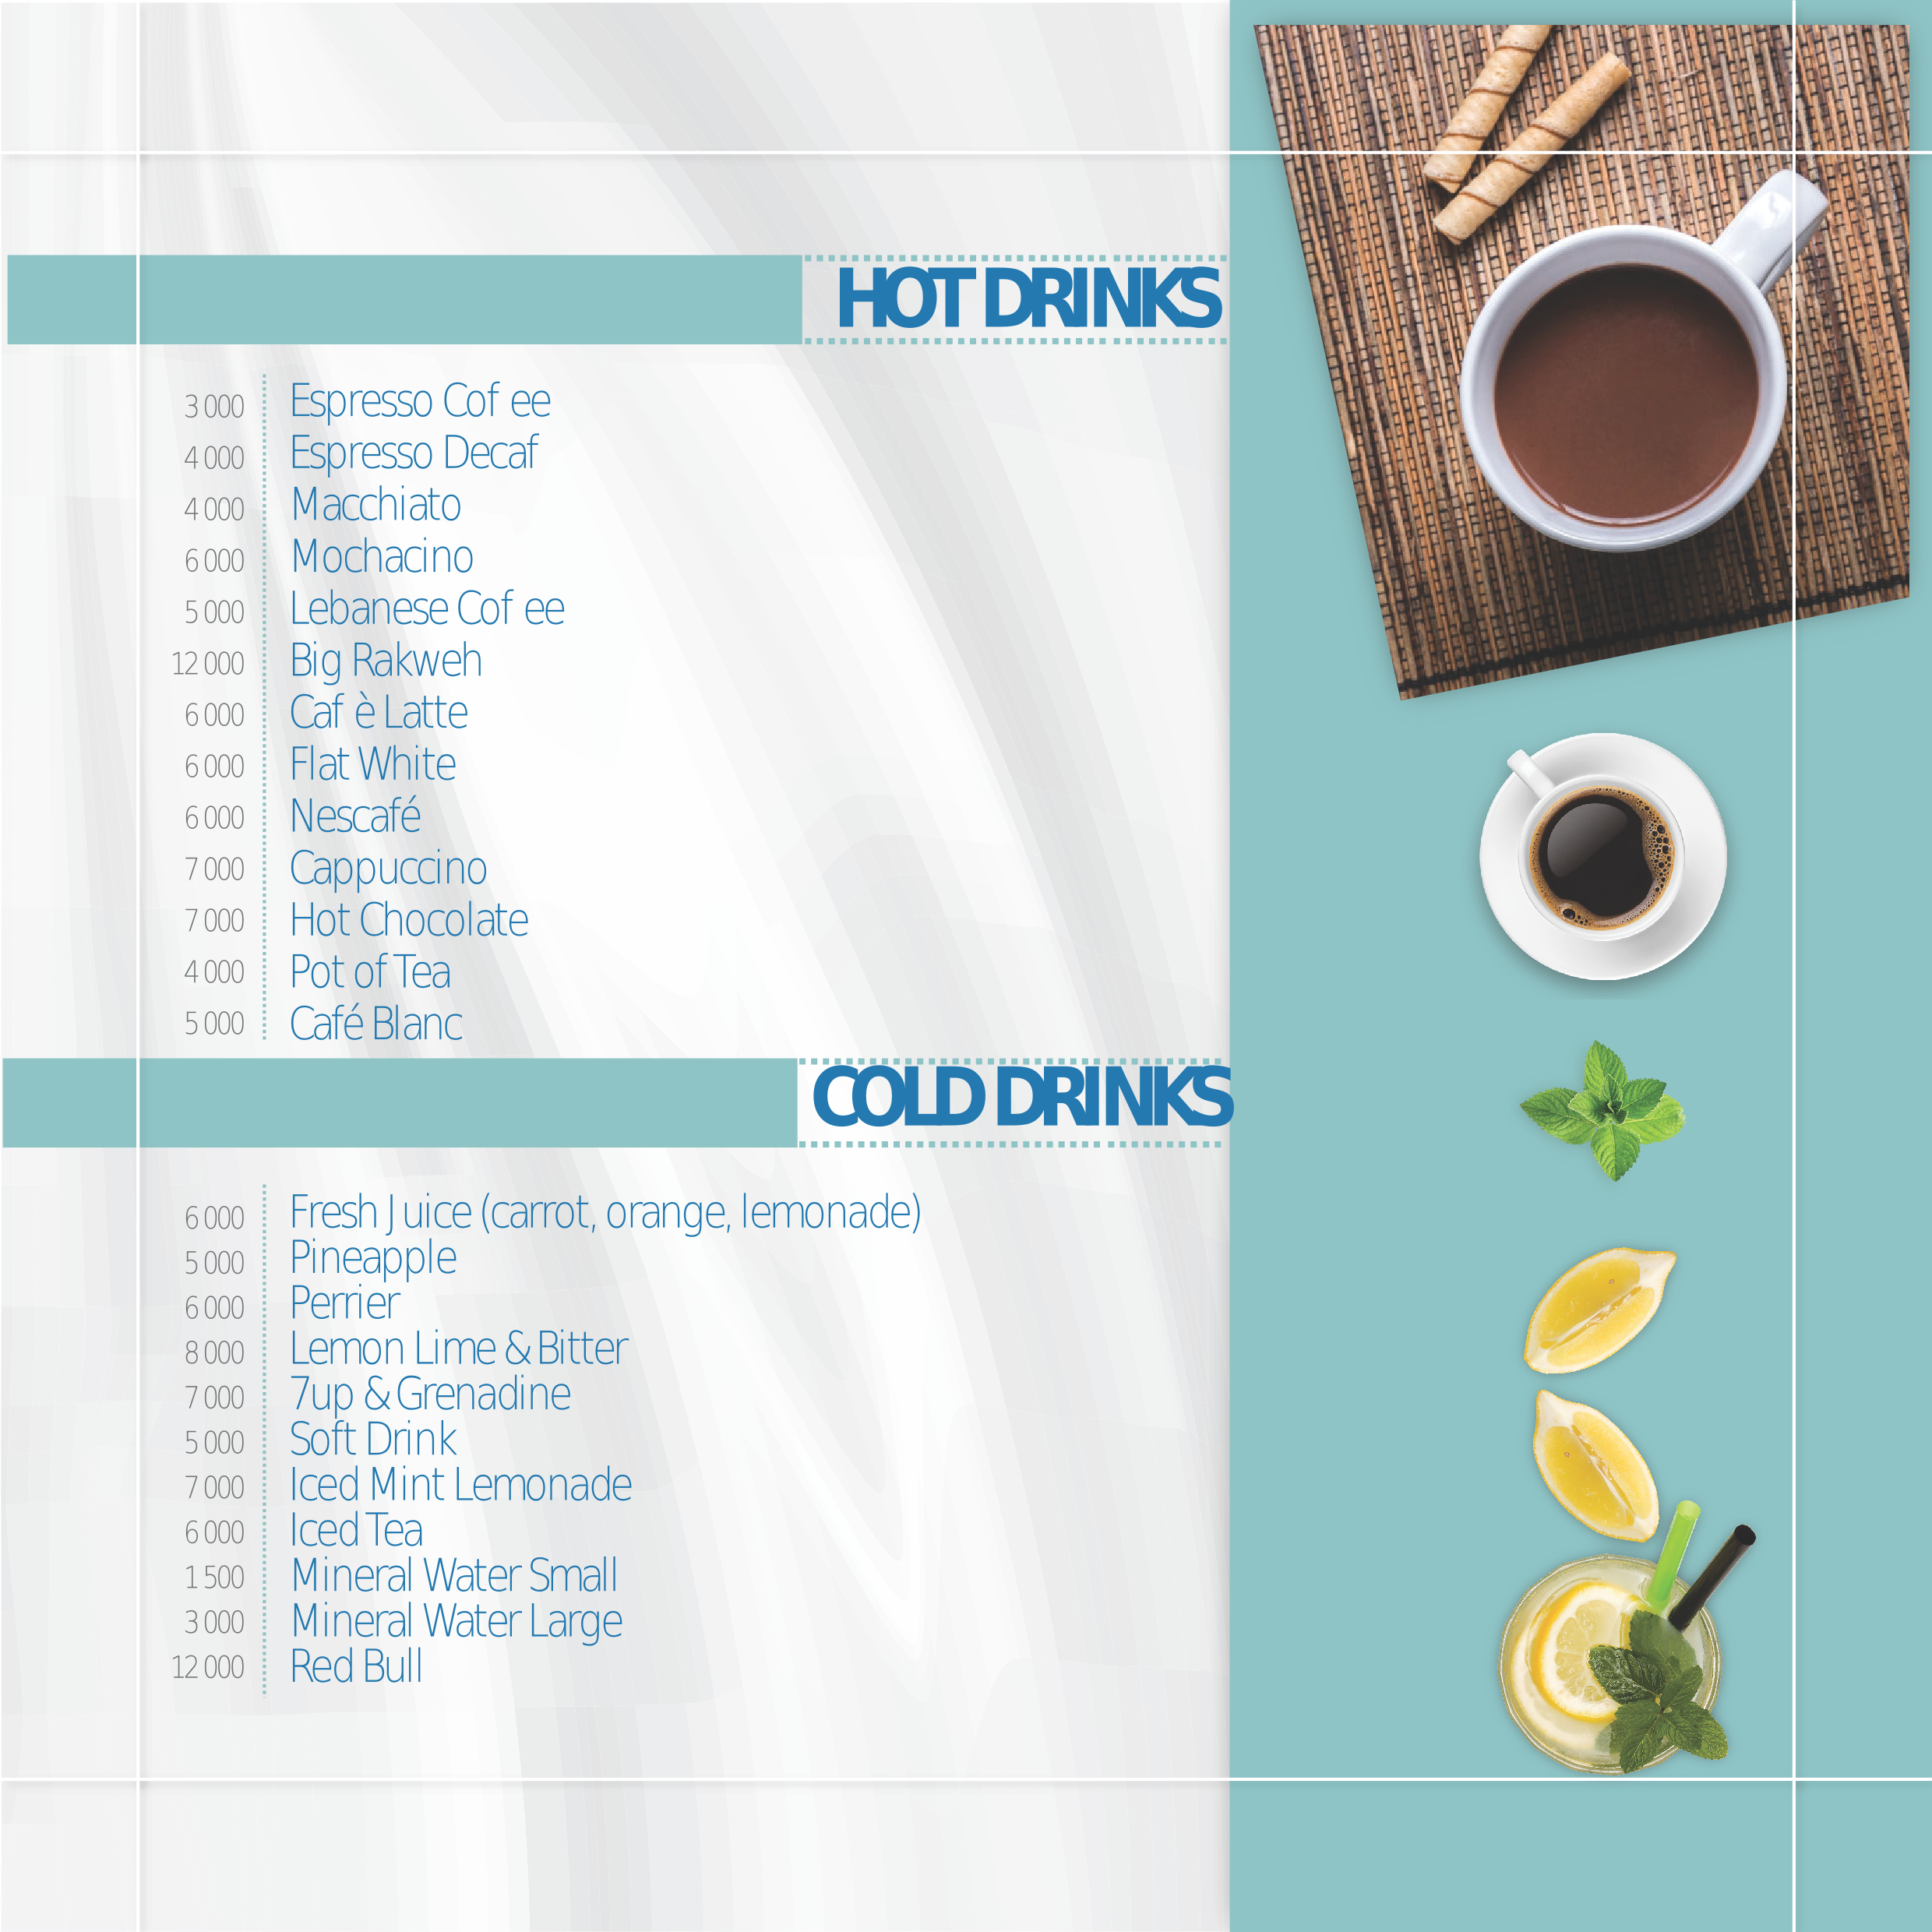 HOT DRINKS
3 000 Espresso Cof ee
4 000 Espresso Decaf
4 000 Macchiato
6 000 Mochacino
5 000 Lebanese Cof ee
12 000 Big Rakweh
6 000 Caf è Latte
6 000 Flat White
6 000 Nescafé
7 000 Cappuccino
7 000 Hot Chocolate
4 000 Pot of Tea
5 000 Café Blanc
COLD DRINKS
6 000 Fresh Juice (carrot, orange, lemonade)
5 000 Pineapple
6 000 Perrier
8 000 Lemon Lime & Bitter
7 000 7up & Grenadine
5 000 Soft Drink
7 000 Iced Mint Lemonade
6 000 Iced Tea
1 500 Mineral Water Small
3 000 Mineral Water Large
12 000 Red Bull